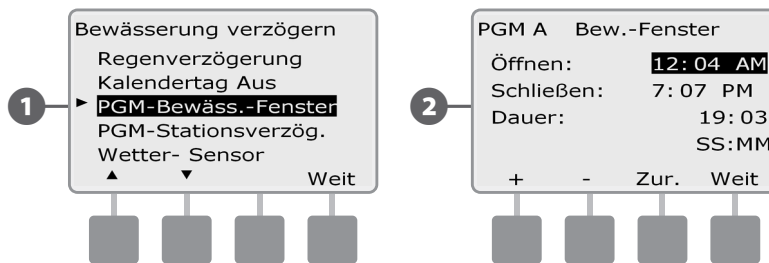 Bewässerung verzögern
Regenverzögerung
Kalendertag Aus
1
PGM-Bewäss.-Fenster
PGM-Stationsverzög.
Wetter- Sensor
Weit
PGM A Bew.-Fenster
Öffnen: 12:04 AM
2
Schließen: 7:07 PM
Dauer: 19:03
SS:MM
+ - Zur. Weit